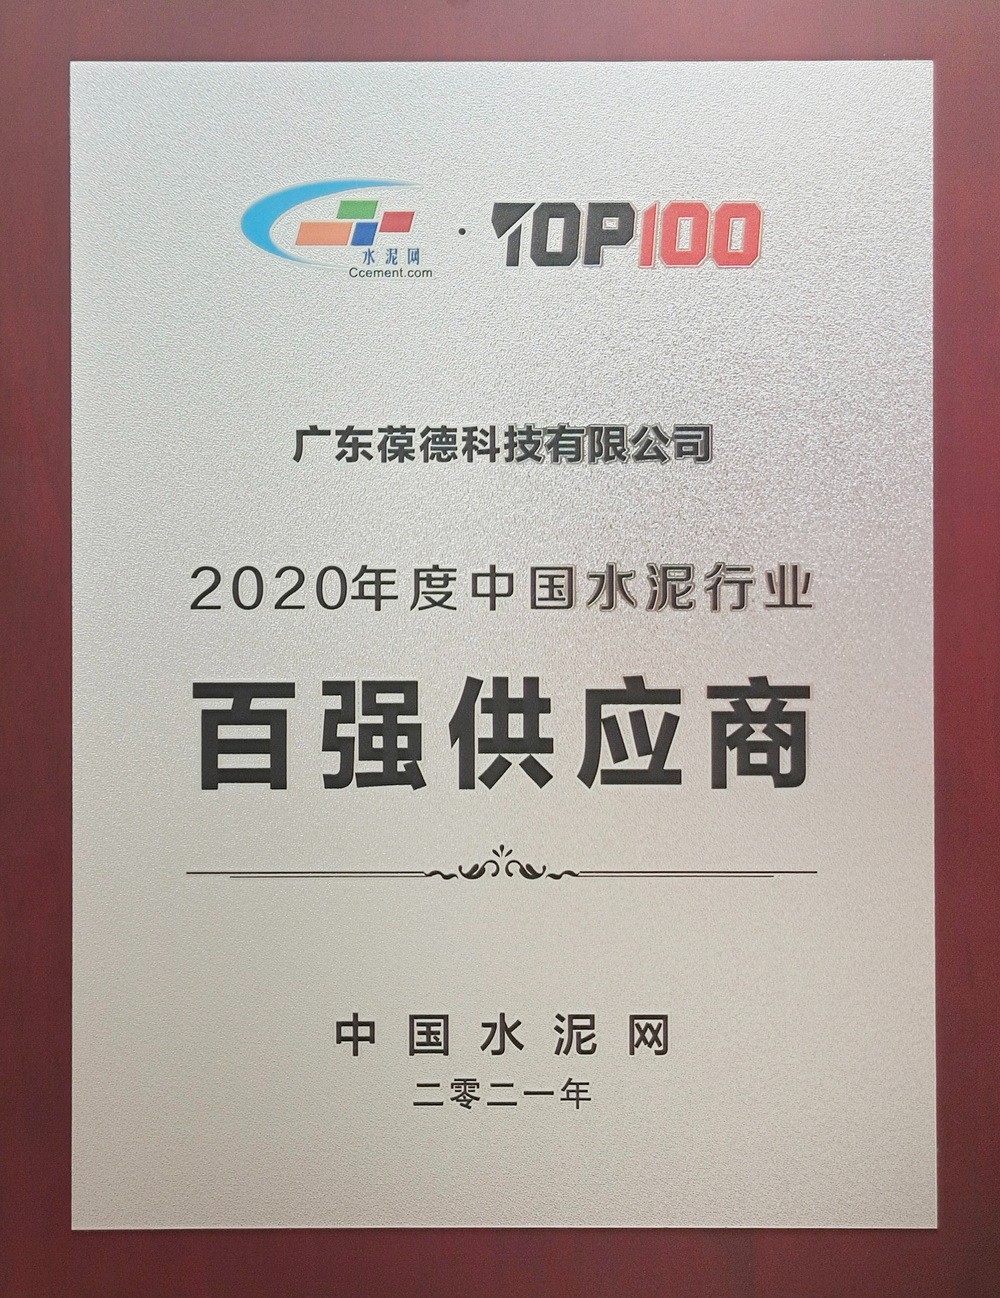 水泥网
Ccement.com
· TOP100
广东葆德科技有限公司
2020年度中国水泥行业
百强供应商
中国水泥网
二零二一年